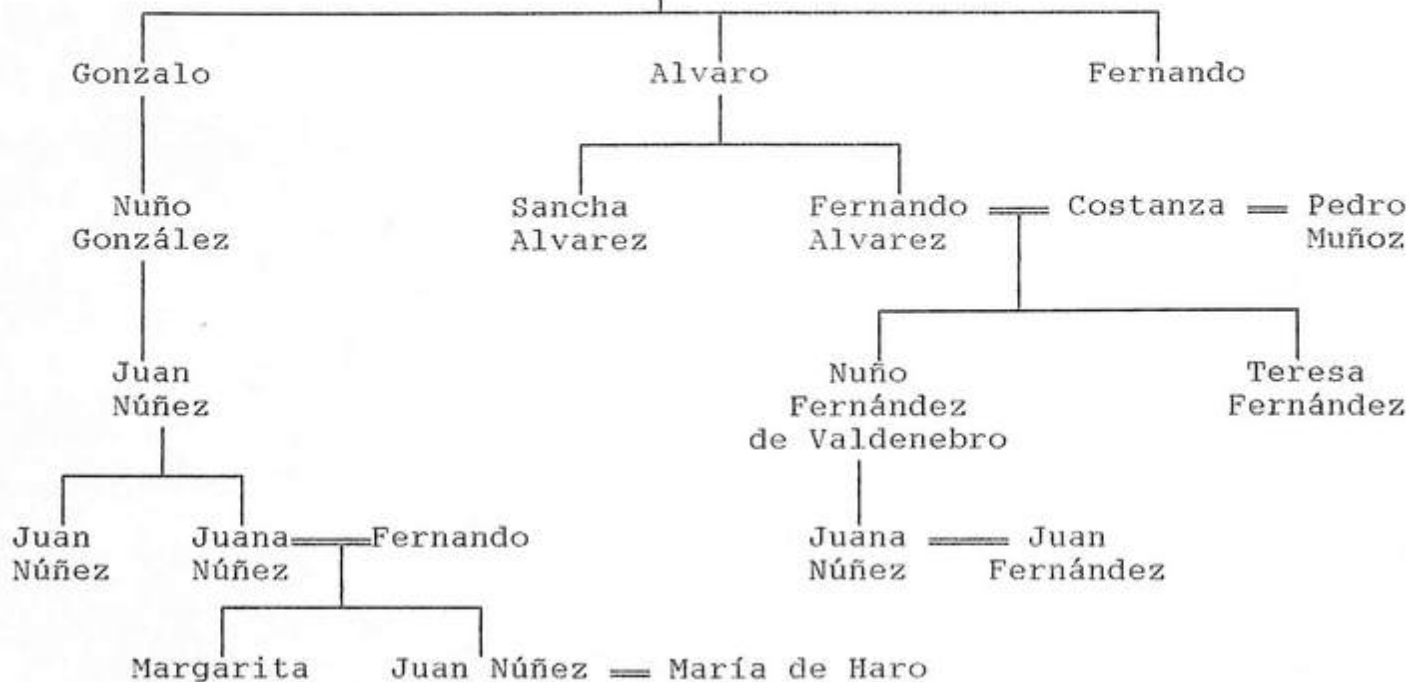 Gonzalo Alvaro Fernando
Nuño Sancha Fernando Costanza Pedro
González Alvarez Alvarez Muñoz
Juan Nuño Teresa
Núñez Fernández Fernández
de Valdenebro
Juan Juana Fernando Juana Juan
Núñez Núñez Núñez Fernández
Margarita Juan Núñez María de Haro